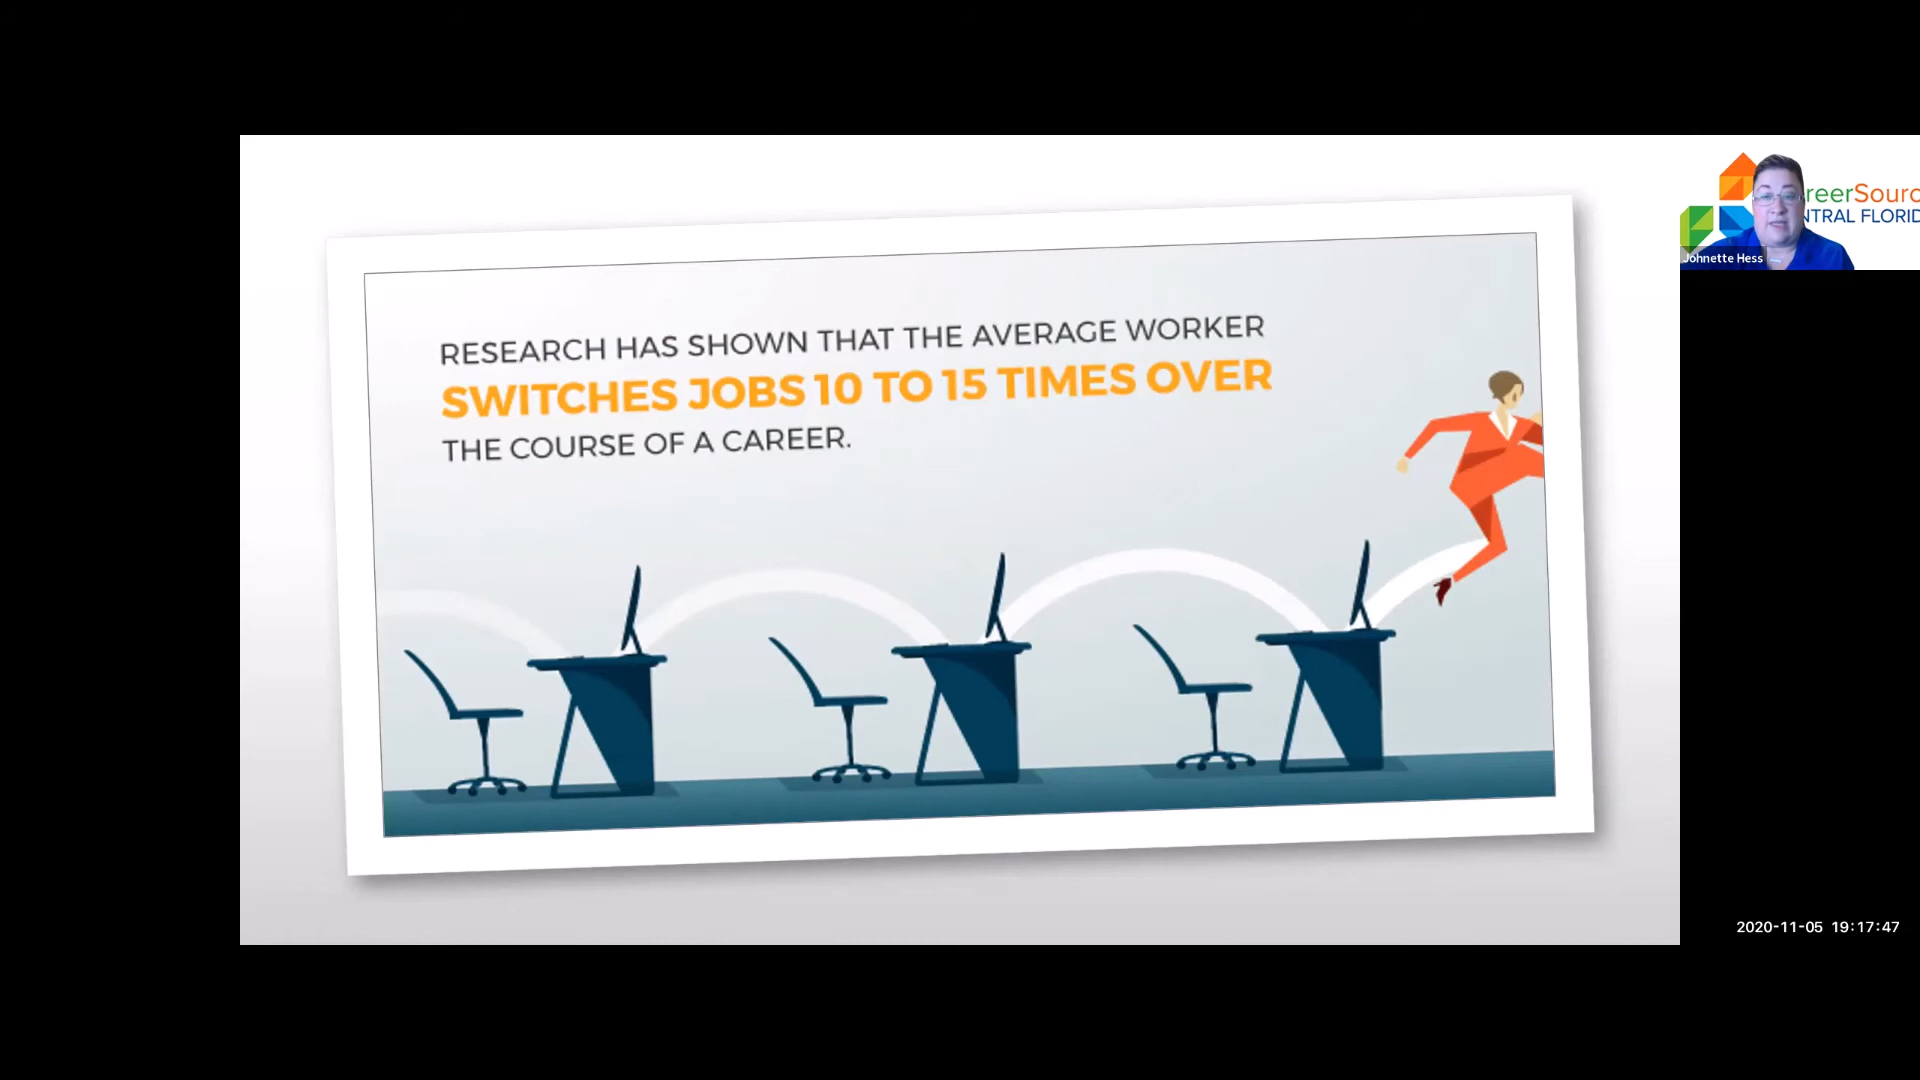 RESEARCH HAS SHOWN THAT THE AVERAGE WORKER
SWITCHES JOBS 10 TO 15 TIMES OVER
THE COURSE OF A CAREER.
reerSourc
NTRAL FLORID
Johnette Hess
2020-11-05 19:17:47